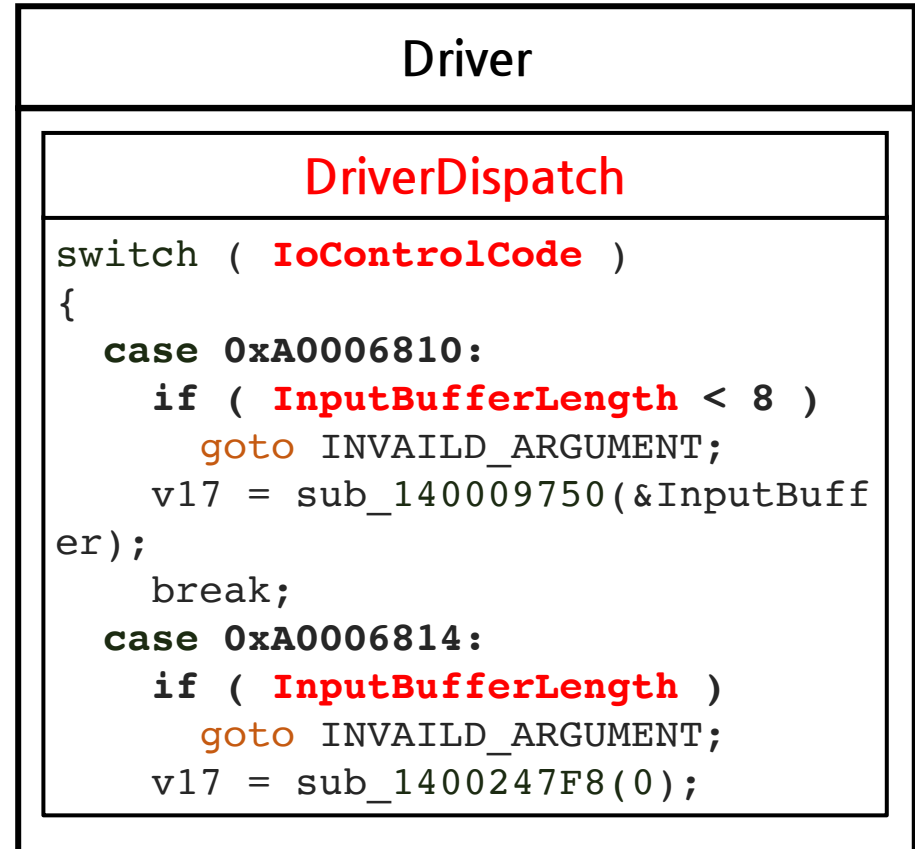 Driver
DriverDispatch
switch ( IoControlCode )
{
  case 0xA0006810:
    if ( InputBufferLength < 8 )
      goto INVAILD_ARGUMENT;
    v17 = sub_140009750(&InputBuff
er);
    break;
  case 0xA0006814:
    if ( InputBufferLength )
      goto INVAILD_ARGUMENT;
    v17 = sub_1400247F8(0);